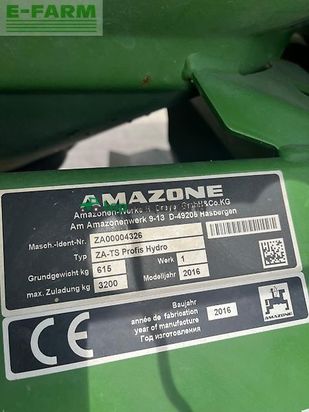 E-FARM
AMAZONE
Amazonen-Werke H. Dreyer GmbH&Co.KG
Am Amazonenwerk 9-13 D-49205 Hasbergen
Masch.-Ident-Nr. ZA00004326
Typ ZA-TS Profis Hydro
Grundgewicht kg 615 Werk 1
max. Zuladung kg 3200 Modelljahr 2016
CE
Baujahr
année de fabrication
year of manufacture
Год изготовления
2016
AMAZONE